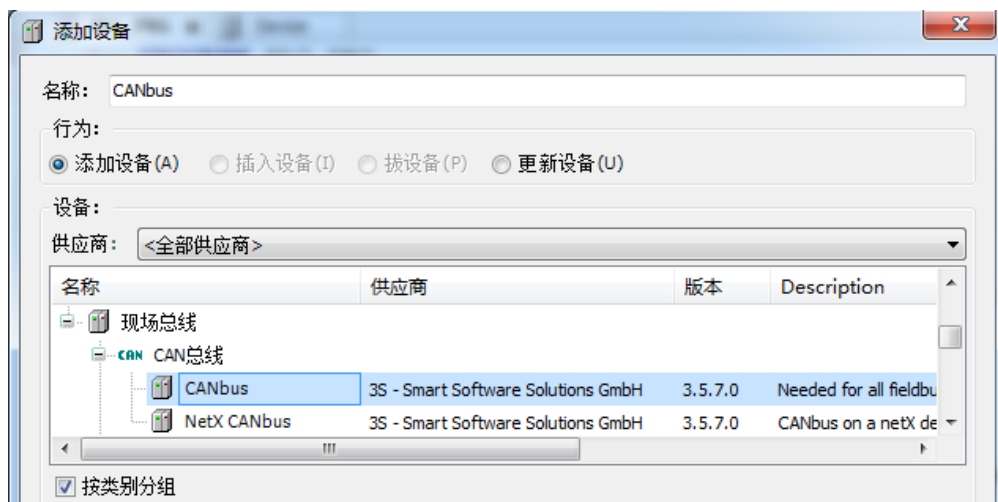 添加设备
名称： CANbus
行为：
添加设备(A) 插入设备(I) 拔设备(P) 更新设备(U)
设备：
供应商： <全部供应商>
名称 供应商 版本 Description
现场总线
CAN CAN总线
CANbus 3S - Smart Software Solutions GmbH 3.5.7.0 Needed for all fieldbu
NetX CANbus 3S - Smart Software Solutions GmbH 3.5.7.0 CANbus on a netX de
按类别分组